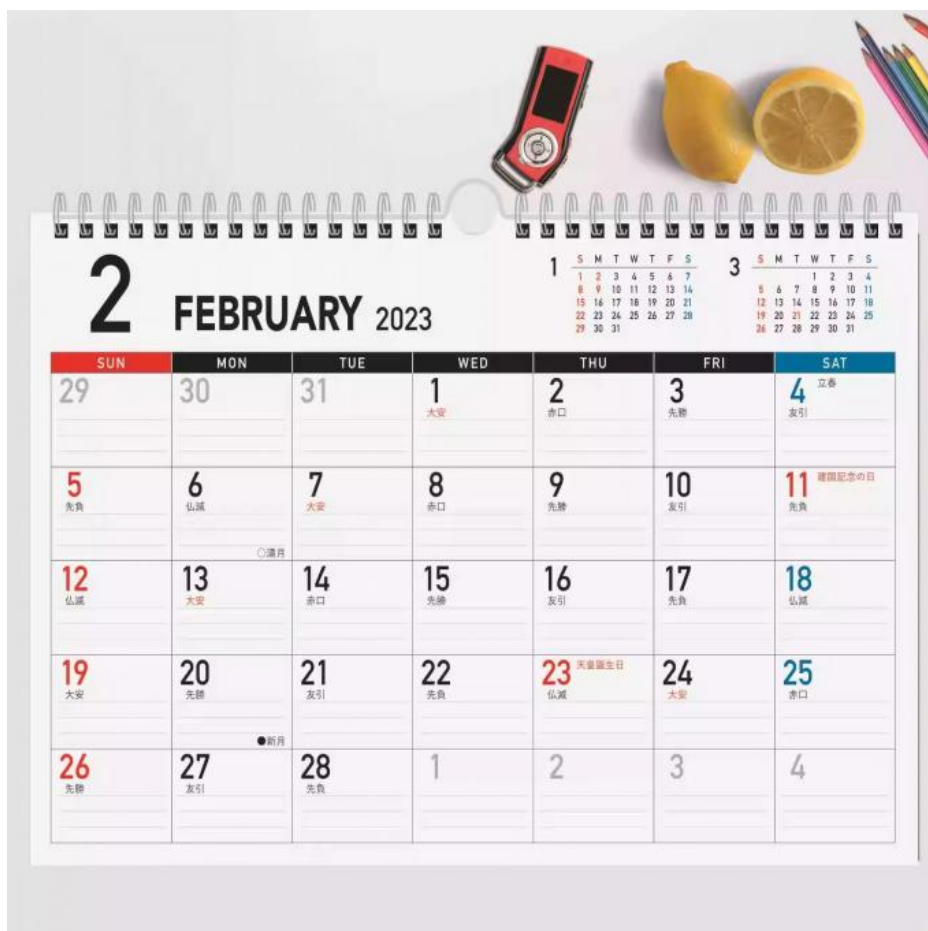 2 FEBRUARY 2023
1
S M T W T F S
1 2 3 4 5 6 7
8 9 10 11 12 13 14
15 16 17 18 19 20 21
22 23 24 25 26 27 28
29 30 31
3
S M T W T F S
1 2 3 4
5 6 7 8 9 10 11
12 13 14 15 16 17 18
19 20 21 22 23 24 25
26 27 28 29 30 31
SUN MON TUE WED THU FRI SAT
29 30 31 1 2 3 4 立春
大安 赤口 先勝 友引
5 6 7 8 9 10 11 建国記念の日
先負 仏滅 大安 赤口 先勝 友引 先負
○満月
12 13 14 15 16 17 18
仏滅 大安 赤口 先勝 友引 先負 仏滅
19 20 21 22 23 天皇誕生日 24 25
大安 先勝 友引 先負 仏滅 大安 赤口
●新月
26 27 28 1 2 3 4
先勝 友引 先負